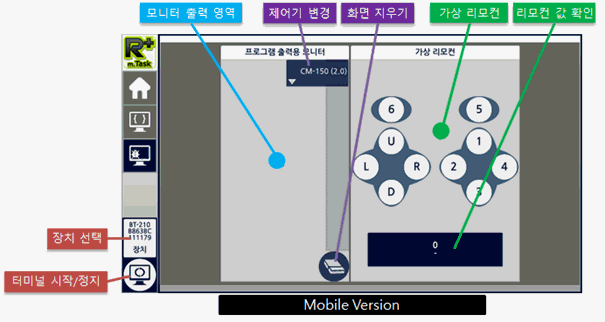 모니터 출력 영역
제어기 변경
화면 지우기
가상 리모컨
리모컨 값 확인
R+
m.Task
프로그램 출력용 모니터
가상 리모컨
CM-150 (2,0)
6
5
U
1
L
R
2
4
D
3
장치 선택
BT-210
B8638C
111179
장치
0
-
터미널 시작/정지
Mobile Version